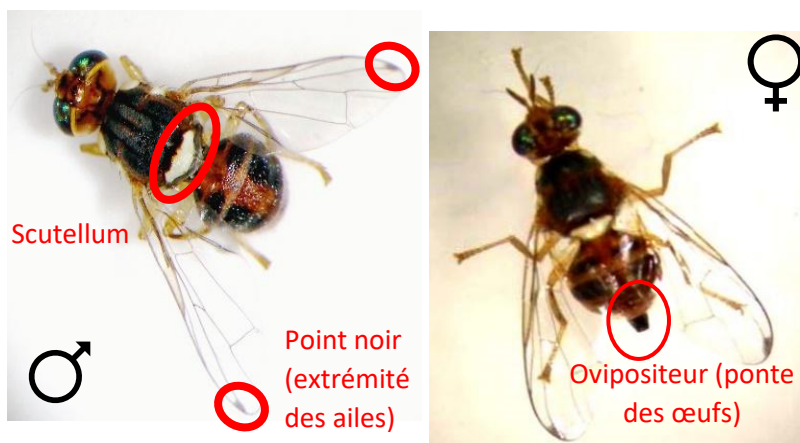 Scutellum
Point noir
(extrémité
des ailes)
Ovipositeur (ponte
des œufs)